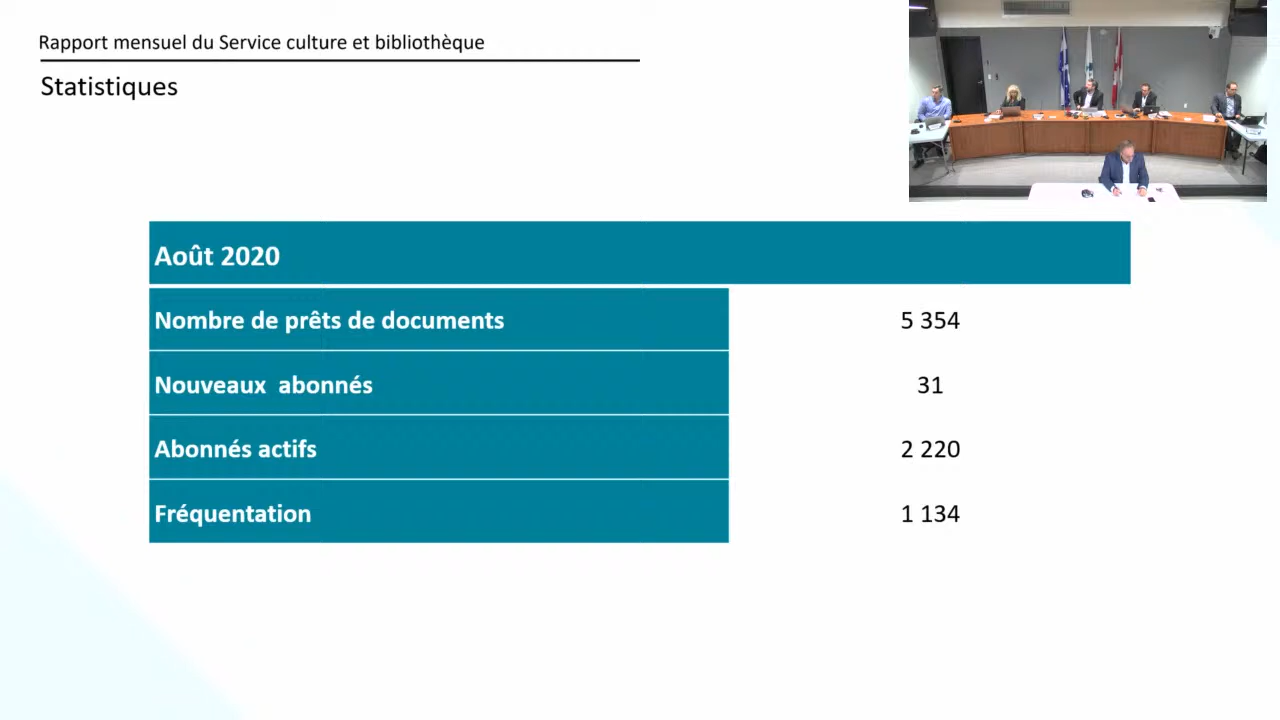 Rapport mensuel du Service culture et bibliothèque
Statistiques
Août 2020
Nombre de prêts de documents 5 354
Nouveaux abonnés 31
Abonnés actifs 2 220
Fréquentation 1 134